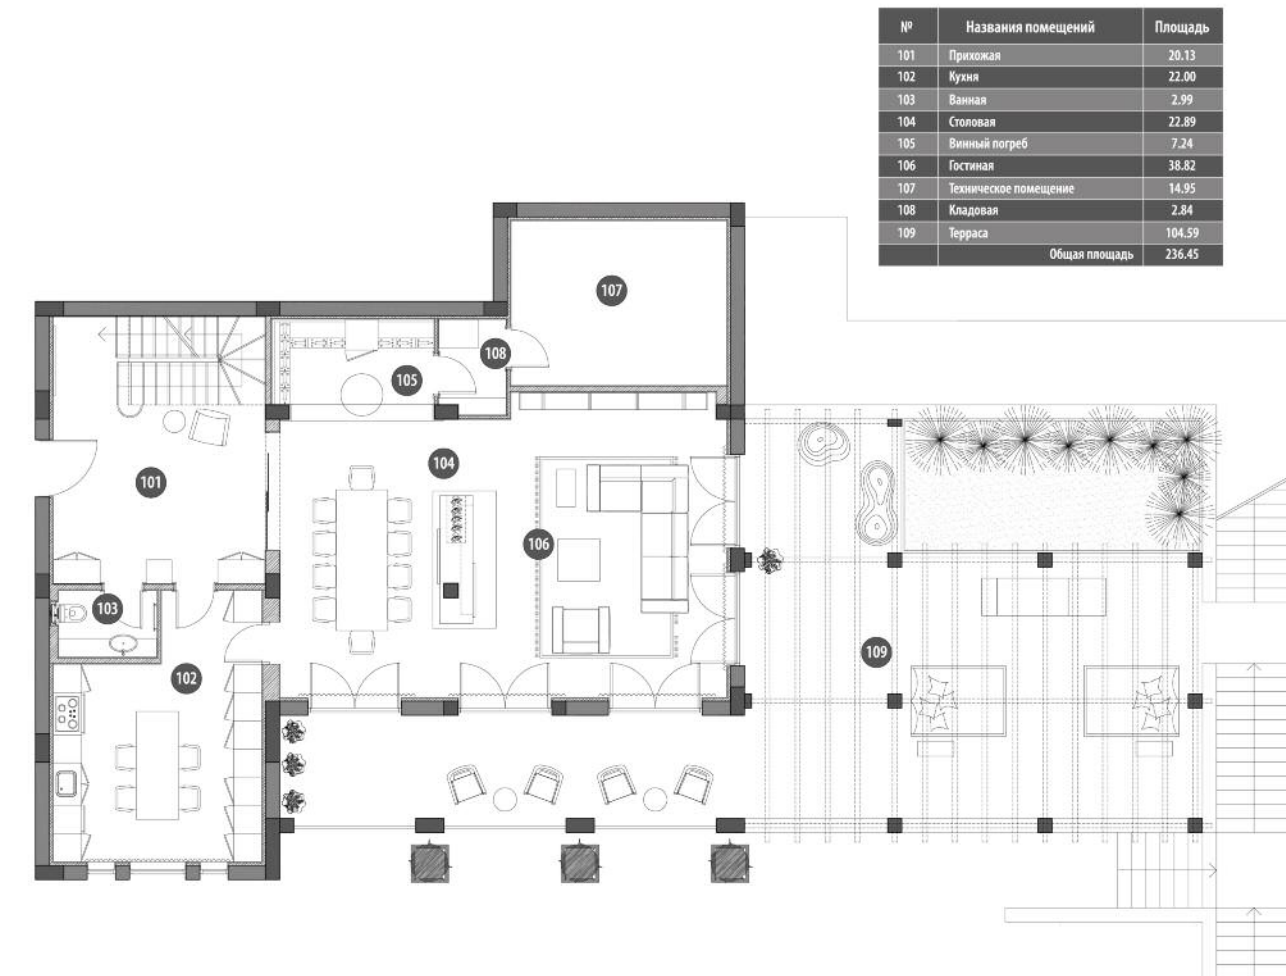 № Названия помещений Площадь
101 Прихожая 20.13
102 Кухня 22.00
103 Ванная 2.99
104 Столовая 22.89
105 Винный погреб 7.24
106 Гостиная 38.82
107 Техническое помещение 14.95
108 Кладовая 2.84
109 Терраса 104.59
Общая площадь 236.45
107
108
105
104
101
106
103
109
102